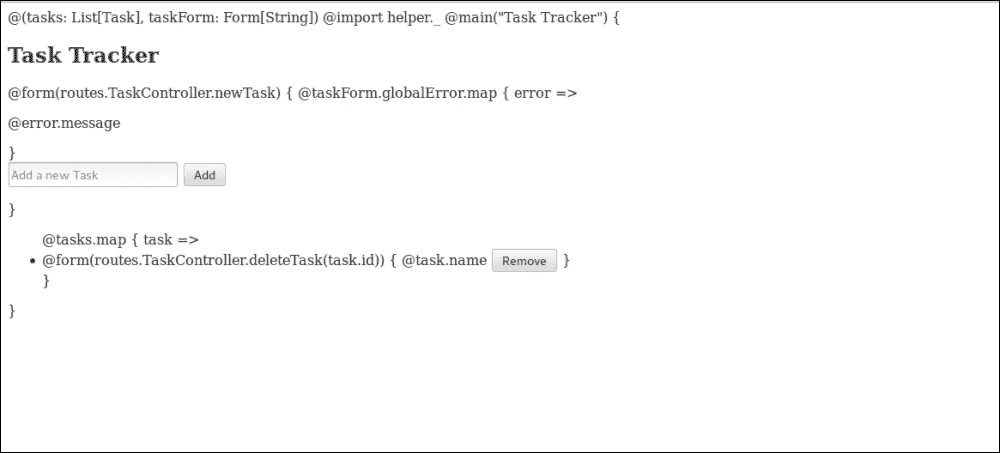 @(tasks: List[Task], taskForm: Form[String]) @import helper._ @main("Task Tracker") {
Task Tracker
@form(routes.TaskController.newTask) { @taskForm.globalError.map { error =>
@error.message
}
Add a new Task Add
}
@tasks.map { task =>
• @form(routes.TaskController.deleteTask(task.id)) { @task.name Remove }
}
}